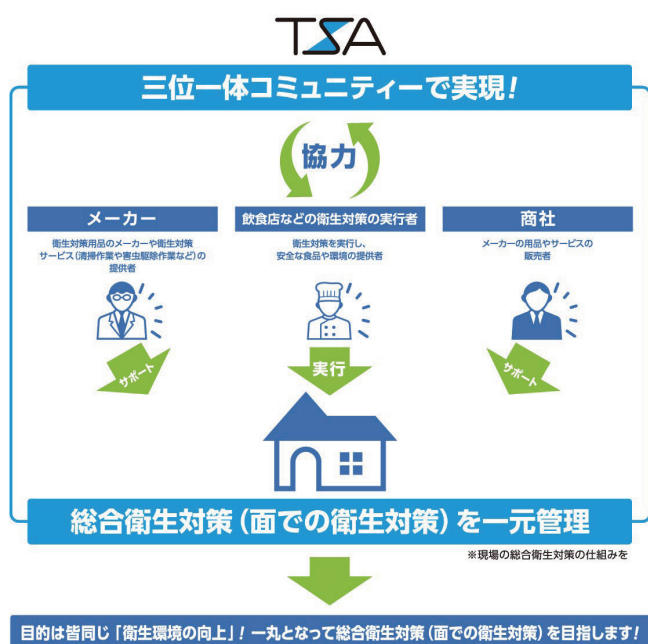 TSA
三位一体コミュニティーで実現!
協力
メーカー
衛生対策用品のメーカーや衛生対策
サービス(清掃作業や害虫駆除作業など)の
提供者
飲食店などの衛生対策の実行者
衛生対策を実行し、
安全な食品や環境の提供者
商社
メーカーの用品やサービスの
販売者
サポート
実行
サポート
総合衛生対策(面での衛生対策)を一元管理
※現場の総合衛生対策の仕組みを
目的は皆同じ「衛生環境の向上」! 一丸となって総合衛生対策(面での衛生対策)を目指します!